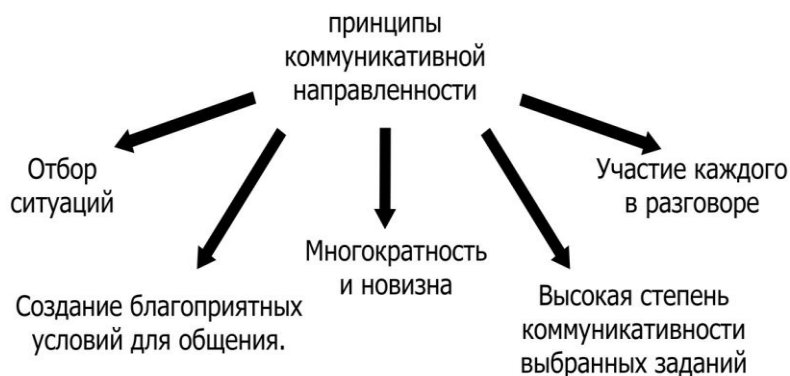 принципы
коммуникативной
направленности
Отбор
ситуаций
Участие каждого
в разговоре
Многократность
и новизна
Создание благоприятных
условий для общения.
Высокая степень
коммуникативности
выбранных заданий